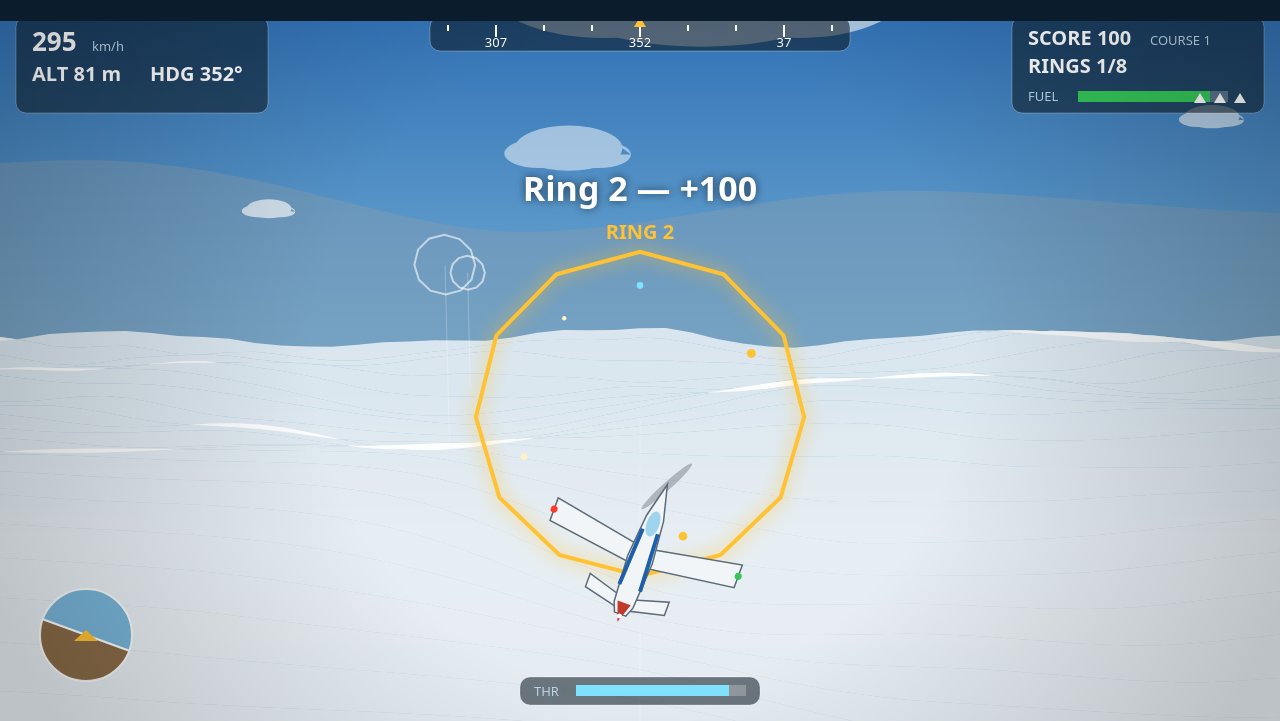 295 km/h
ALT 81 m HDG 352°
307 352 37
SCORE 100 COURSE 1
RINGS 1/8
FUEL
Ring 2 — +100
RING 2
THR